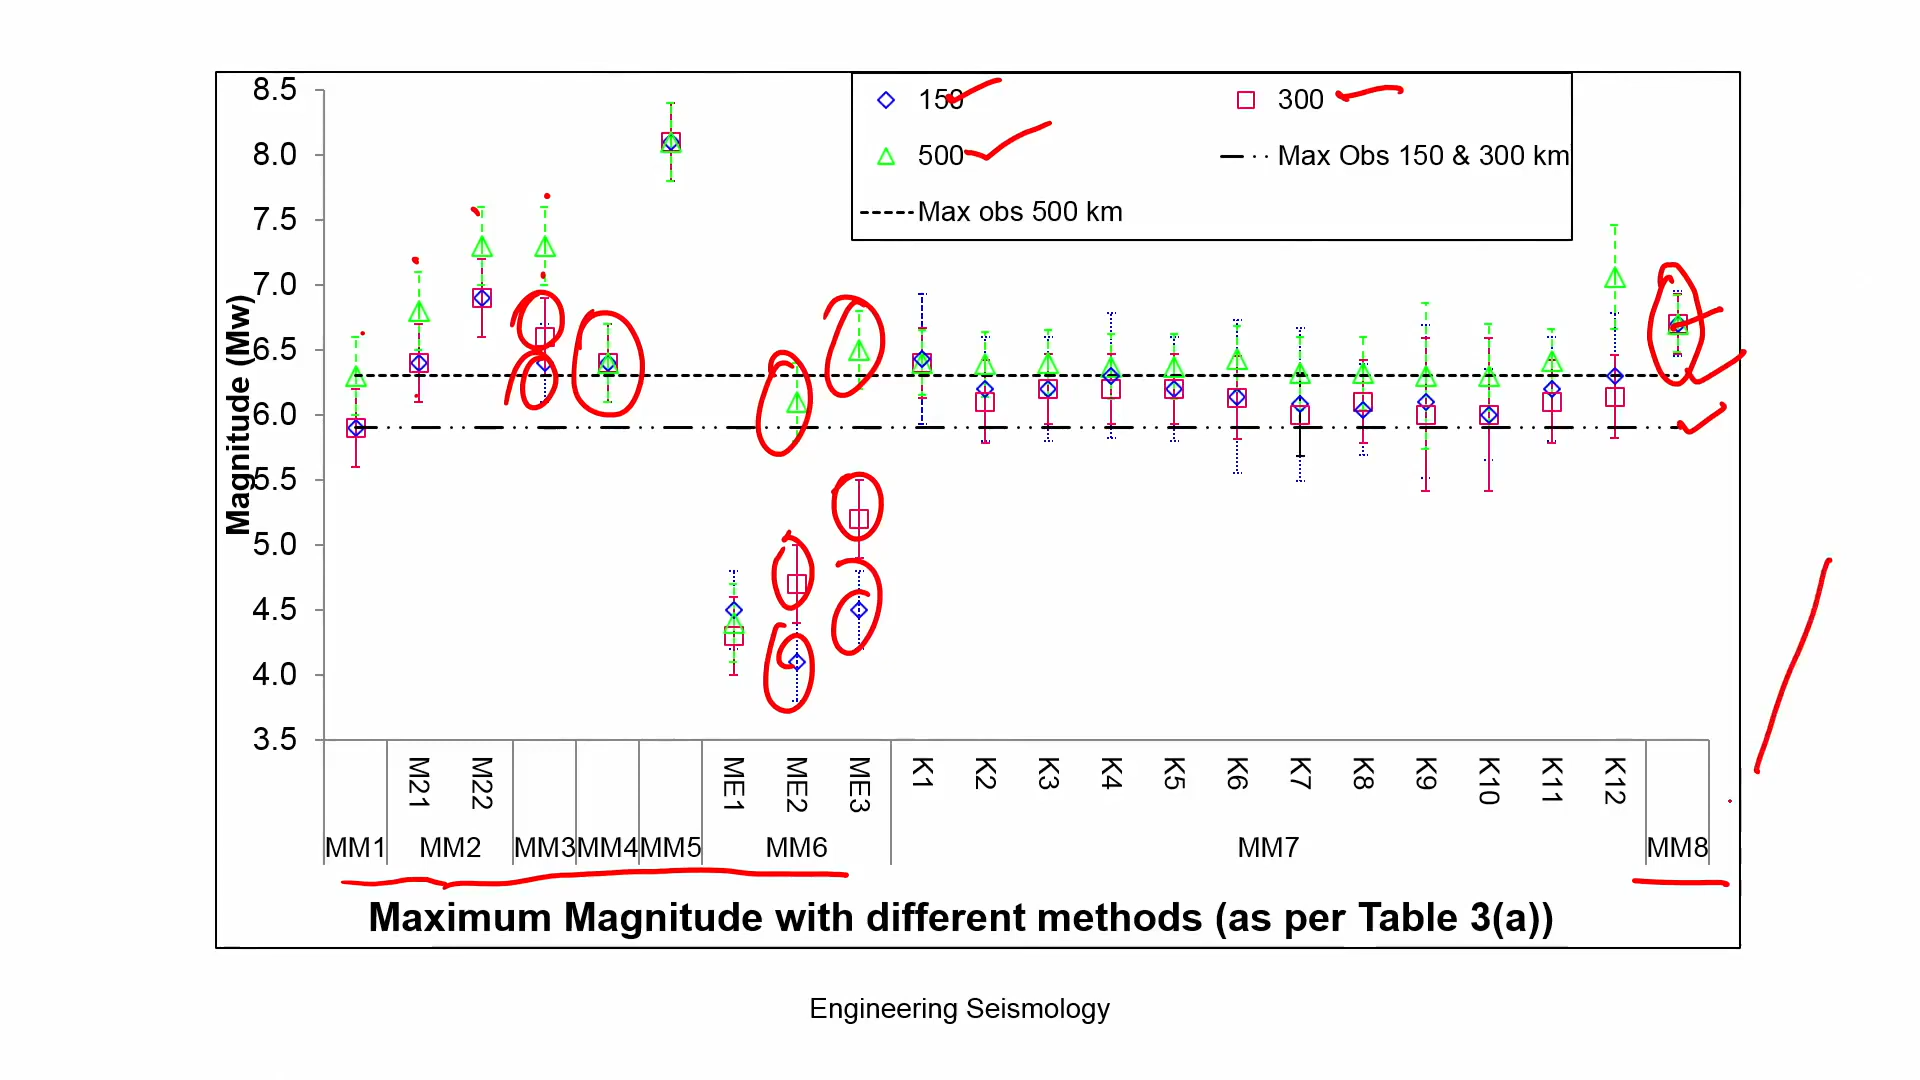 8.5
8.0
7.5
7.0
6.5
6.0
5.5
5.0
4.5
4.0
3.5
Magnitude (Mw)
150
300
500
Max Obs 150 & 300 km
Max obs 500 km
M21
M22
ME1
ME2
ME3
K1
K2
K3
K4
K5
K6
K7
K8
K9
K10
K11
K12
MM1
MM2
MM3
MM4
MM5
MM6
MM7
MM8
Maximum Magnitude with different methods (as per Table 3(a))
Engineering Seismology